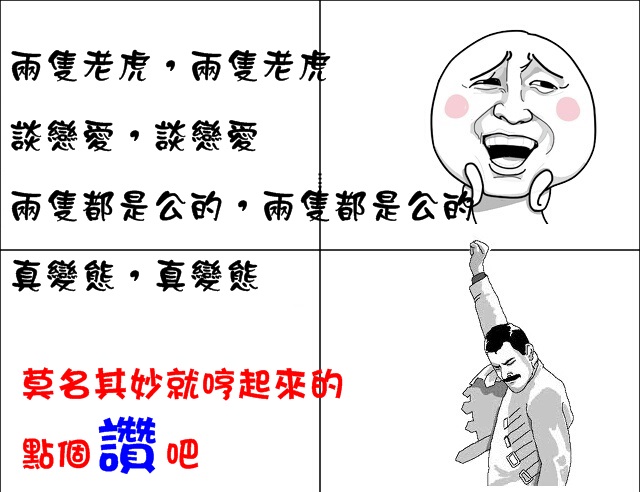 兩隻老虎，兩隻老虎
談戀愛，談戀愛
兩隻都是公的，兩隻都是公的
真變態，真變態
莫名其妙就哼起來的
點個讚吧